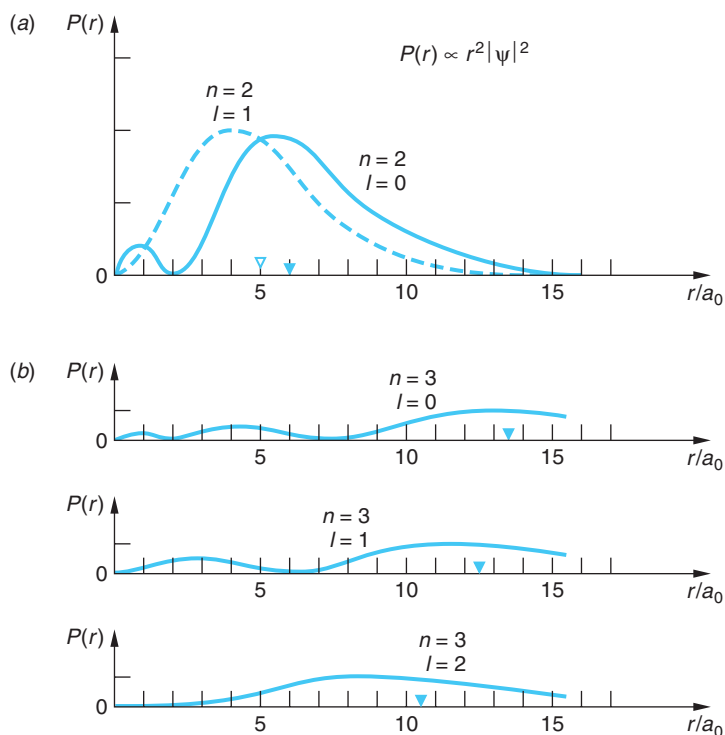 (a) P(r)
P(r) ∝ r²|ψ|²
n = 2
l = 1
n = 2
l = 0
0
5 10 15 r/a₀
(b) P(r)
n = 3
l = 0
0
5 10 15 r/a₀
P(r)
n = 3
l = 1
0
5 10 15 r/a₀
P(r)
n = 3
l = 2
0
5 10 15 r/a₀